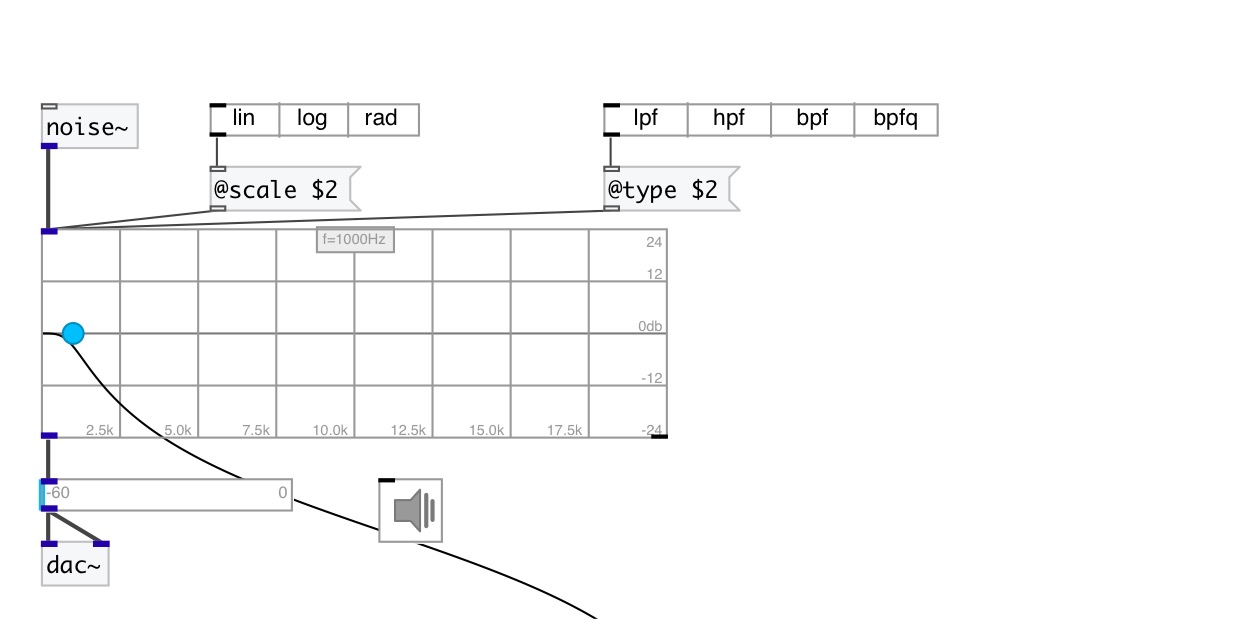 lin log rad
lpf hpf bpf bpfq
noise~
@scale $2
@type $2
f=1000Hz
24
12
0db
-12
2.5k 5.0k 7.5k 10.0k 12.5k 15.0k 17.5k -24
-60 0
dac~